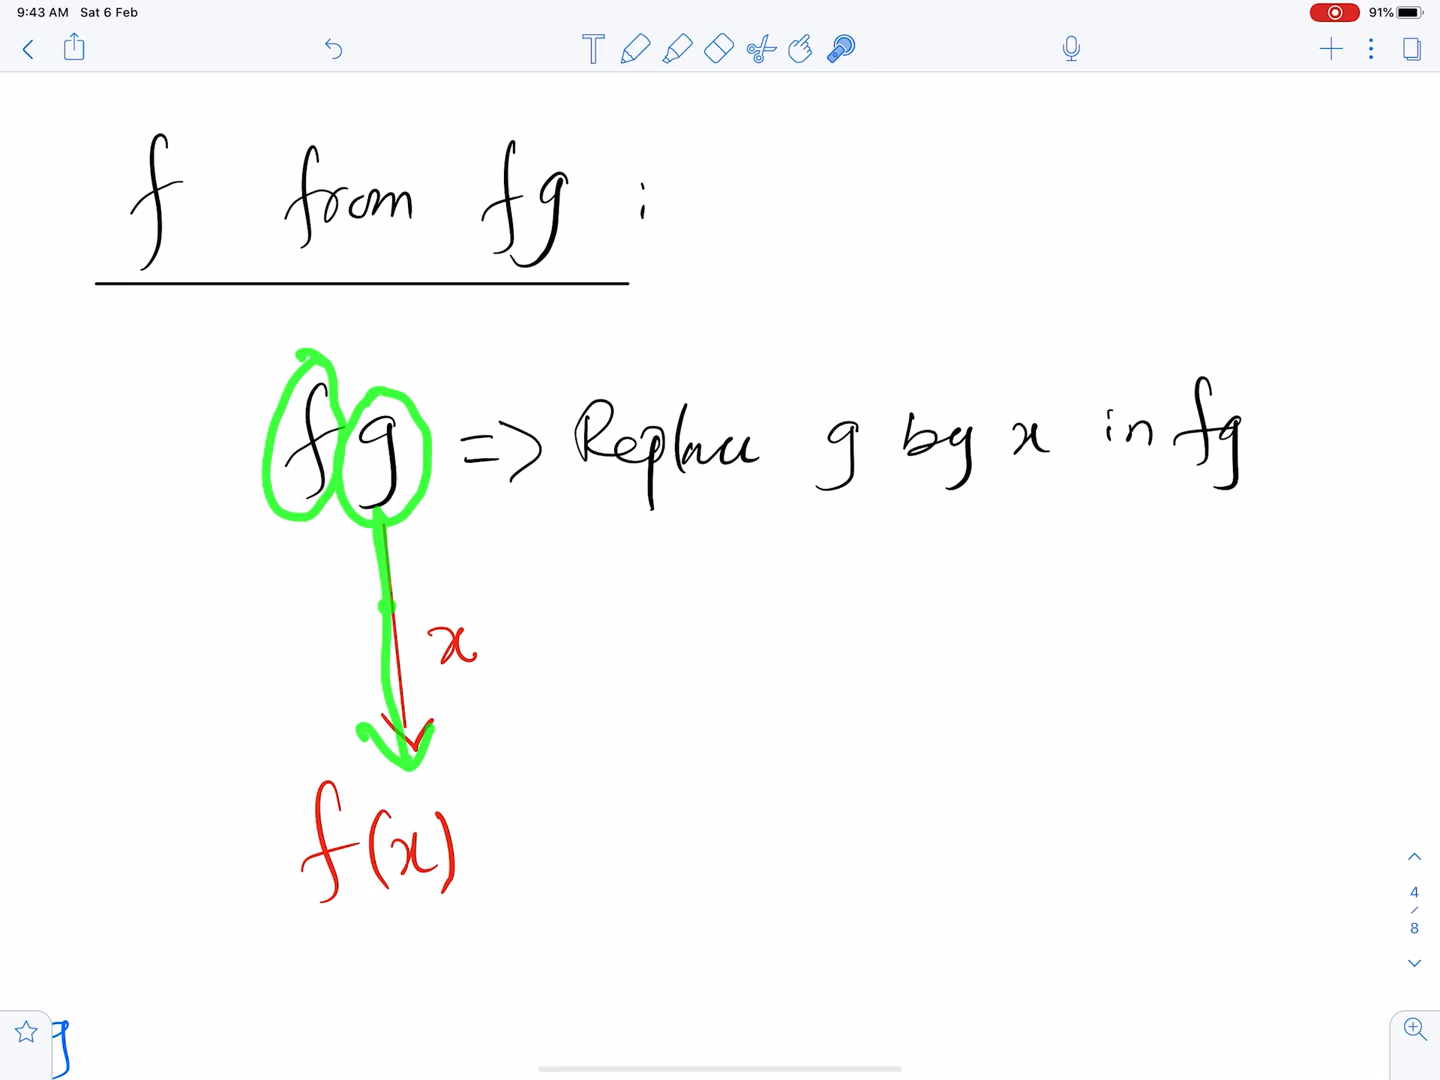 9:43 AM Sat 6 Feb
91%
T
f from fg :
fg => Replace g by x in fg
x
f(x)
4
/
8
g